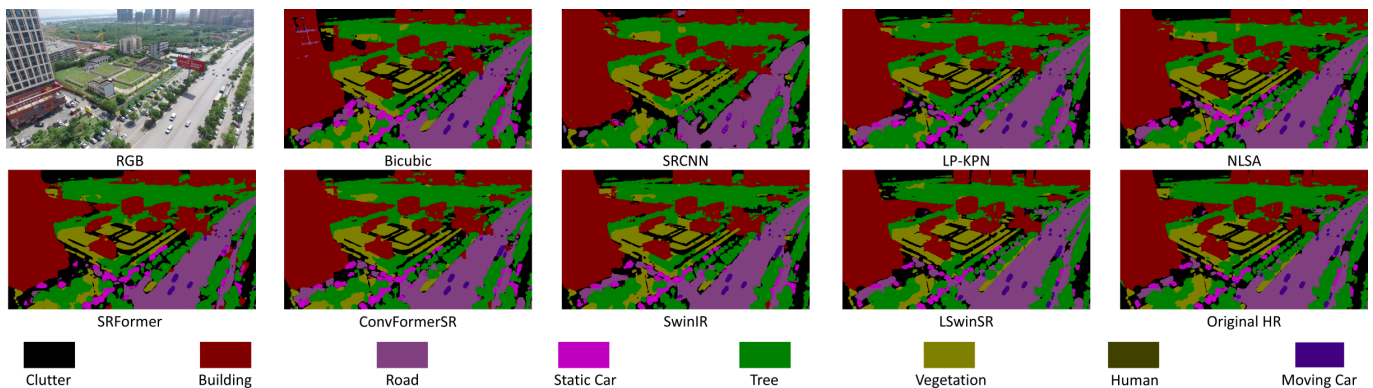 RGB
Bicubic
SRCNN
LP-KPN
NLSA
SRFormer
ConvFormerSR
SwinIR
LSwinSR
Original HR
Clutter
Building
Road
Static Car
Tree
Vegetation
Human
Moving Car